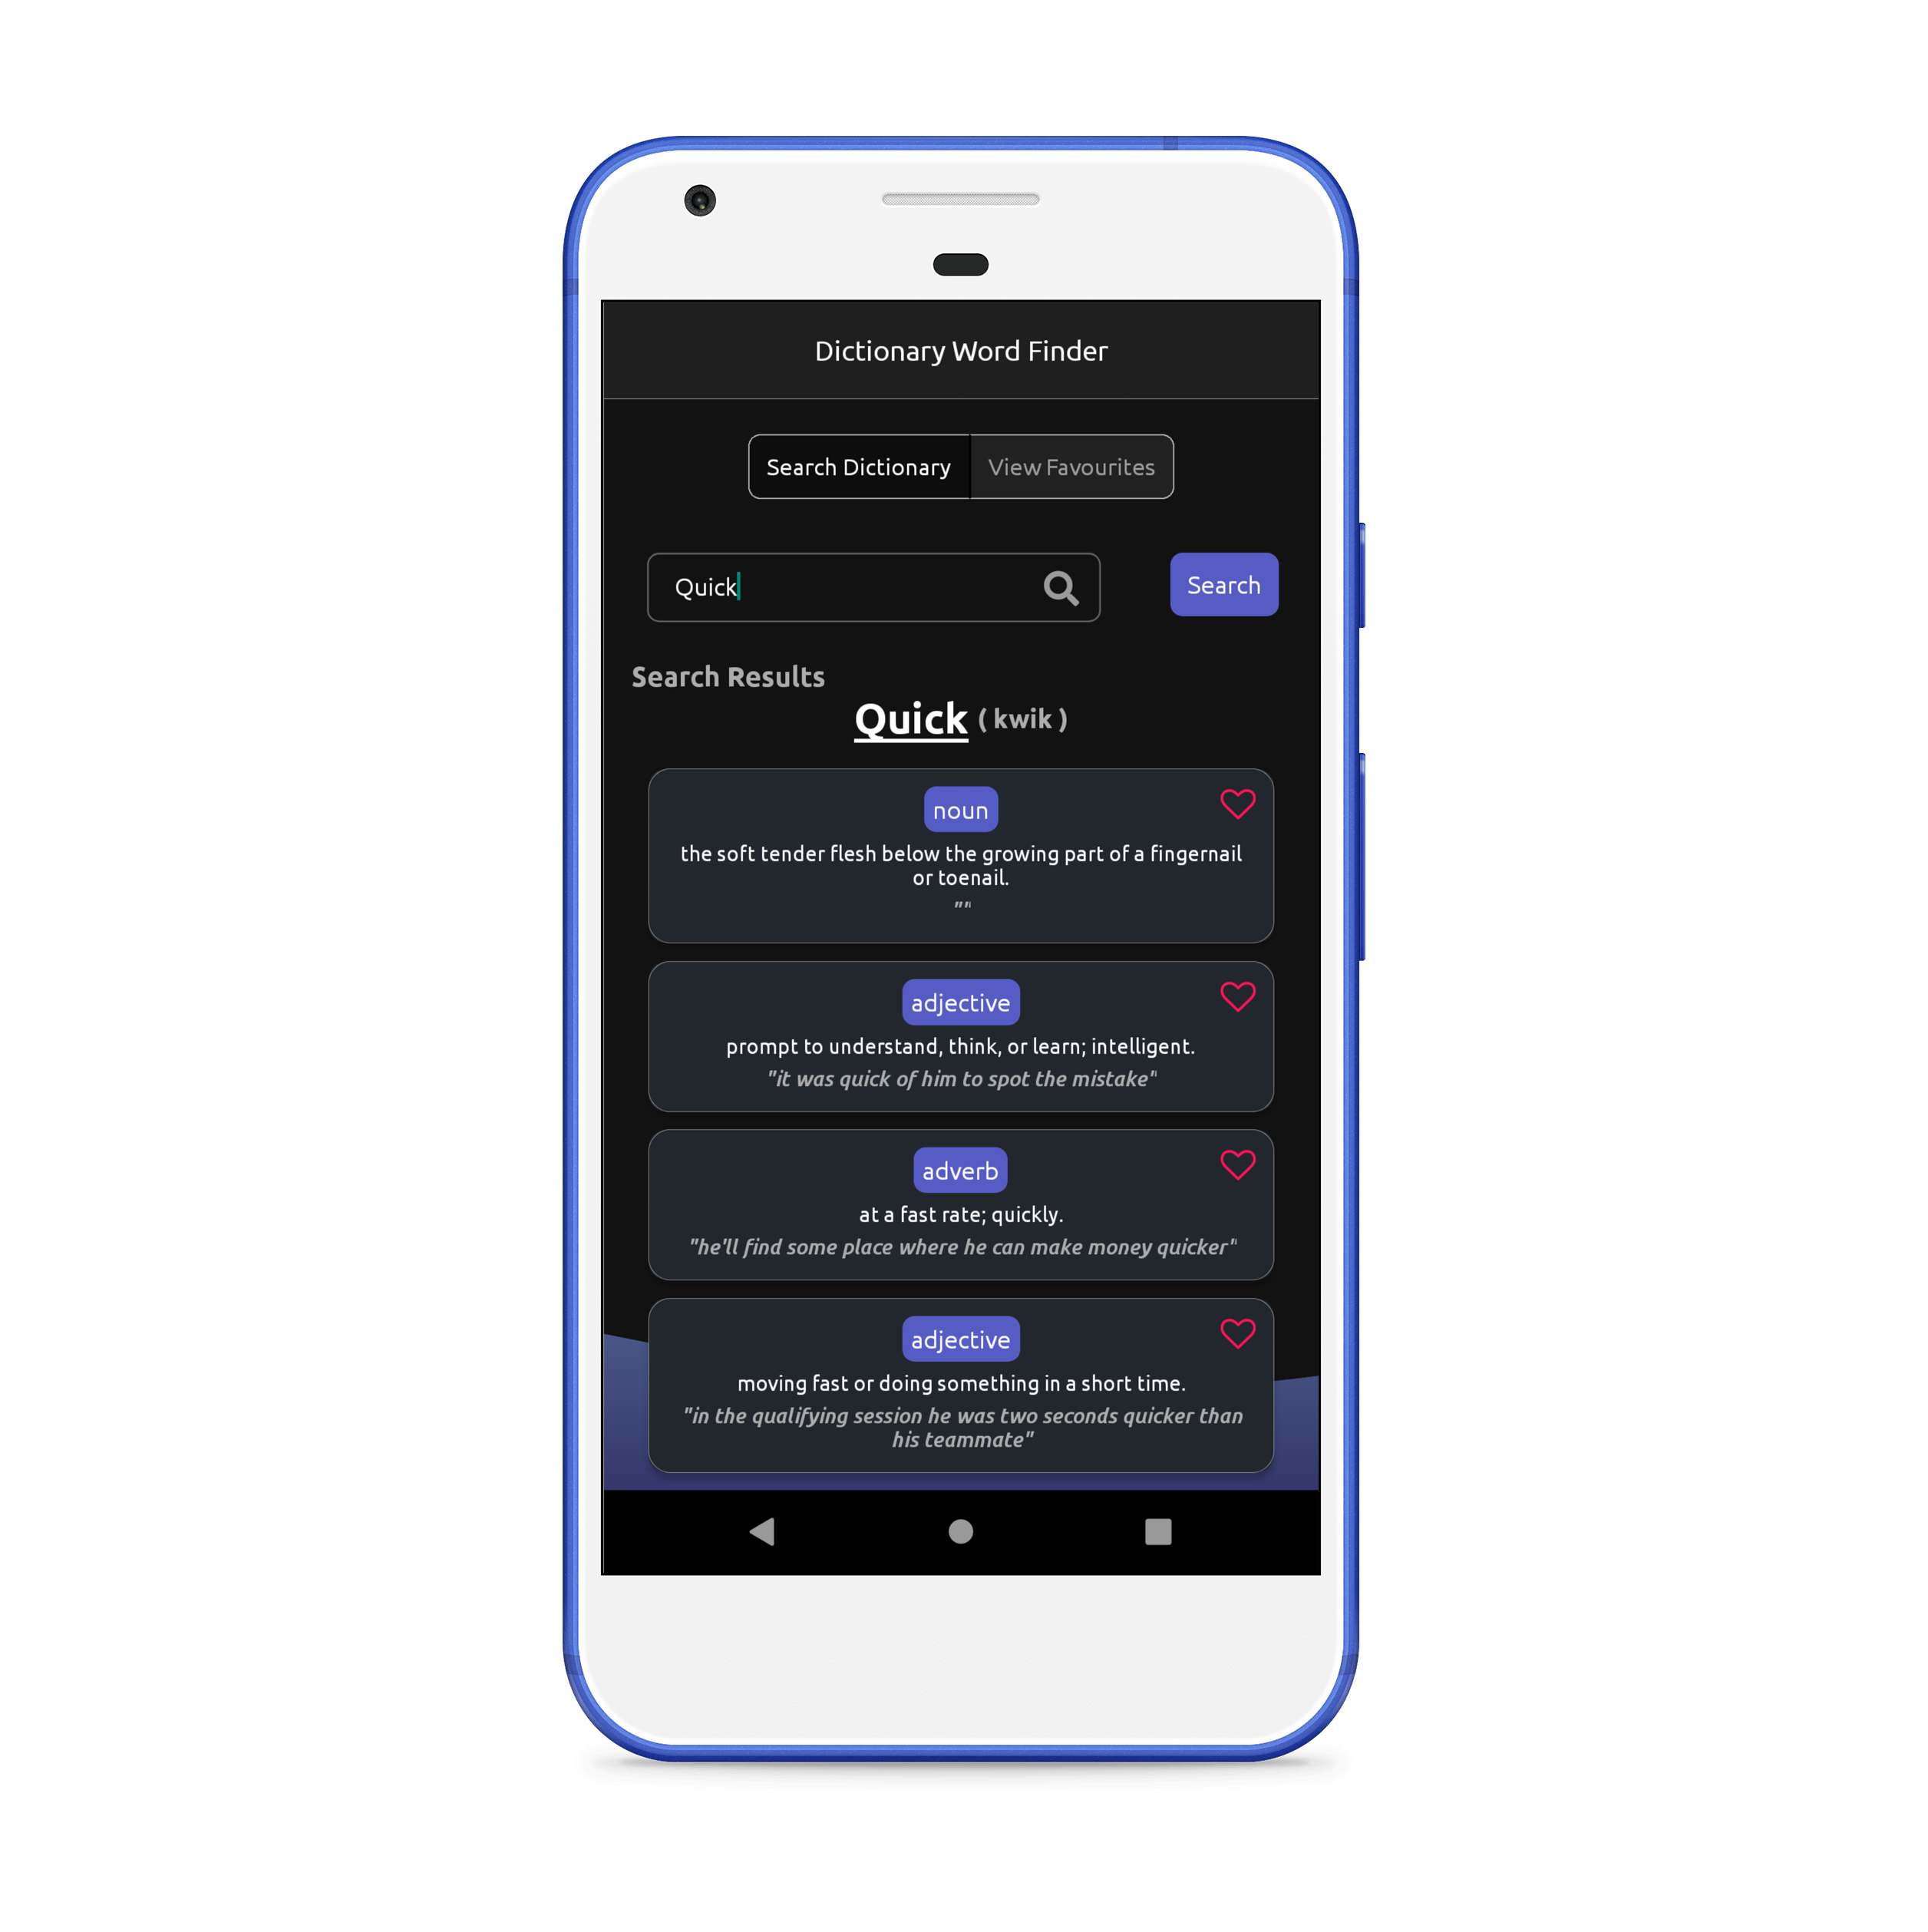 Dictionary Word Finder
Search Dictionary View Favourites
Quick Search
Search Results
Quick ( kwik )
noun
the soft tender flesh below the growing part of a fingernail
or toenail.
""
adjective
prompt to understand, think, or learn; intelligent.
"it was quick of him to spot the mistake"
adverb
at a fast rate; quickly.
"he'll find some place where he can make money quicker"
adjective
moving fast or doing something in a short time.
"in the qualifying session he was two seconds quicker than
his teammate"